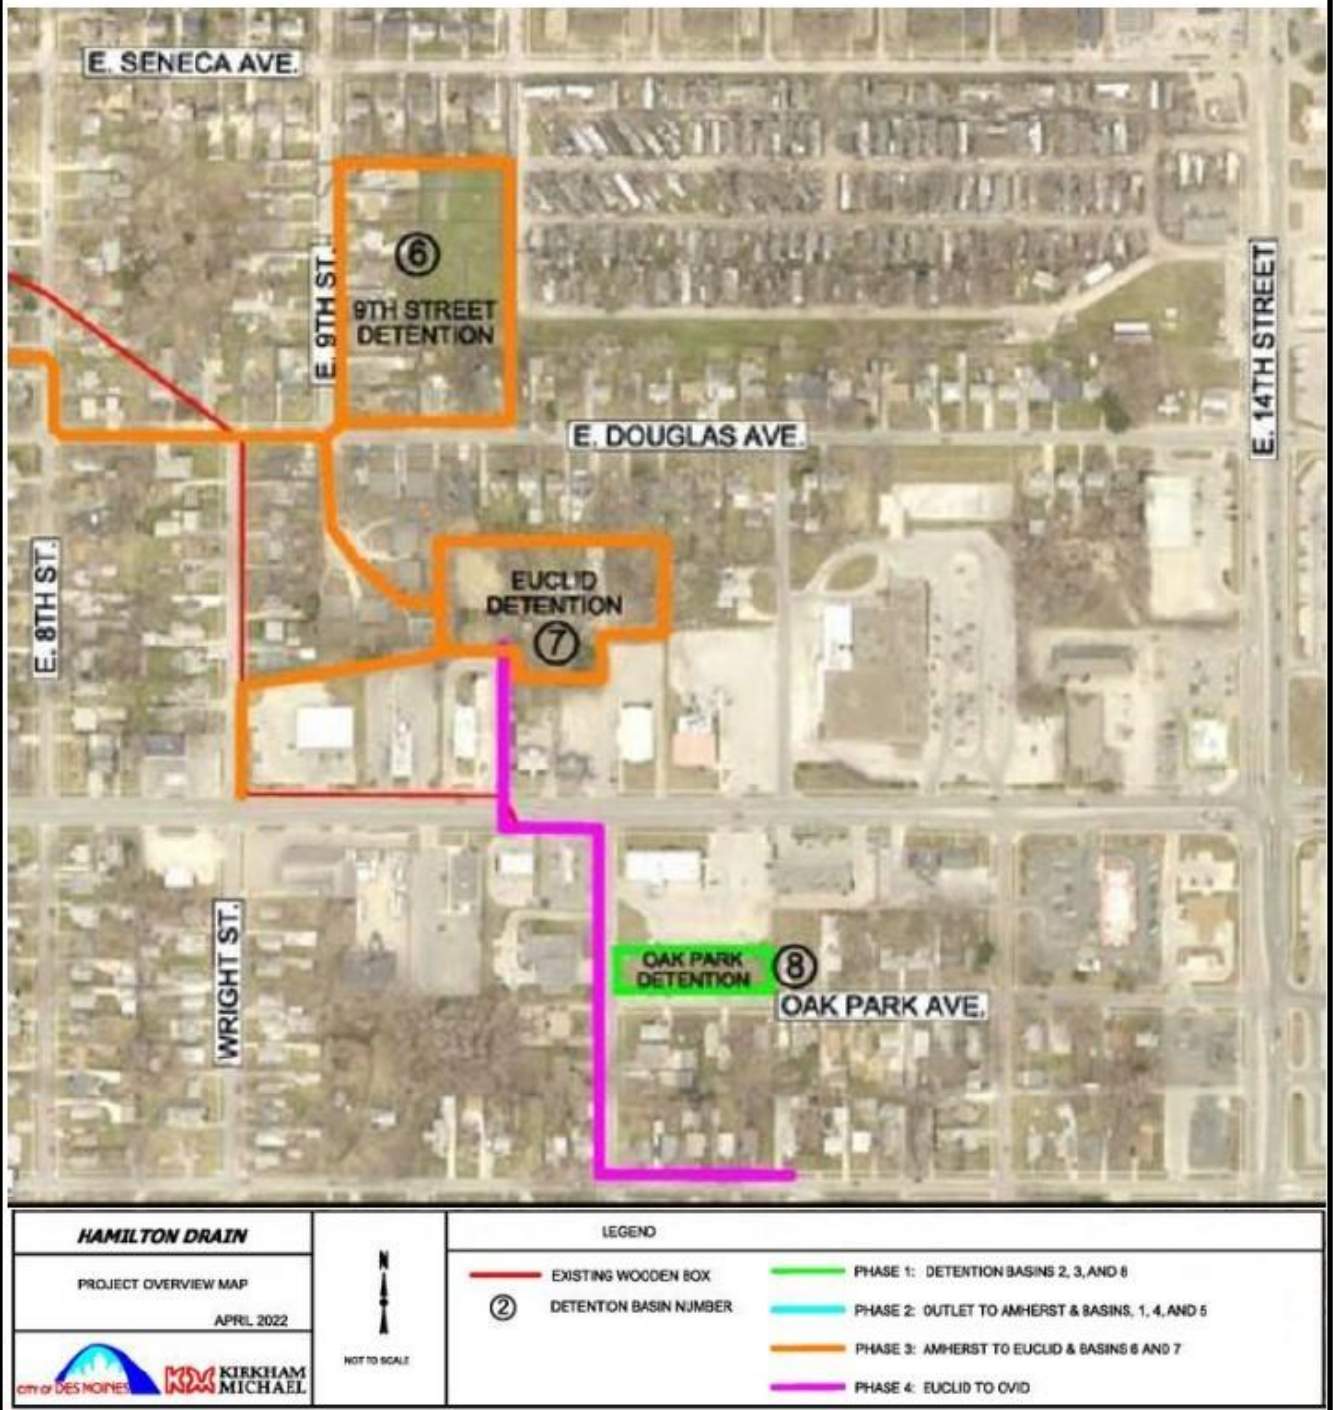 E. SENECA AVE.
E. 9TH ST.
6
9TH STREET
DETENTION
E. 14TH STREET
E. DOUGLAS AVE.
E. 8TH ST.
EUCLID
DETENTION
7
WRIGHT ST.
OAK PARK
DETENTION
8
OAK PARK AVE.
HAMILTON DRAIN
PROJECT OVERVIEW MAP
APRIL 2022
CITY OF DES MOINES
KM KIRKHAM
MICHAEL
N
NOT TO SCALE
LEGEND
EXISTING WOODEN BOX
2 DETENTION BASIN NUMBER
PHASE 1: DETENTION BASINS 2, 3, AND 8
PHASE 2: OUTLET TO AMHERST & BASINS, 1, 4, AND 5
PHASE 3: AMHERST TO EUCLID & BASINS 6 AND 7
PHASE 4: EUCLID TO OVID